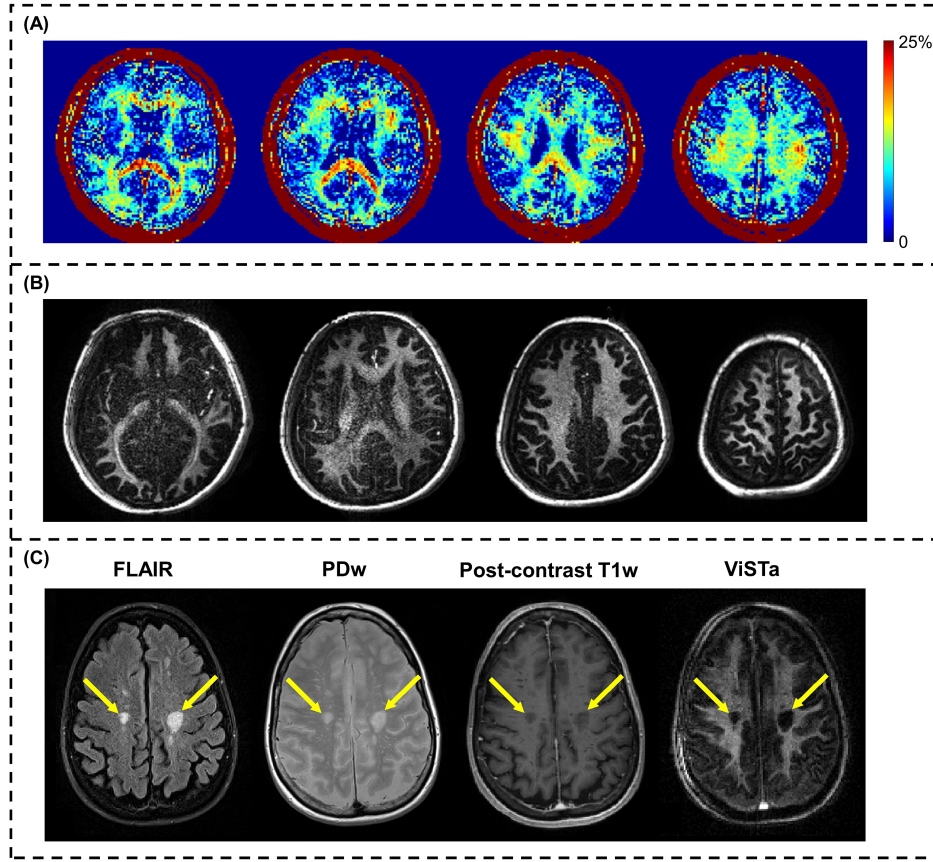 (A)
25%
0
(B)
(C)
FLAIR
PDw
Post-contrast T1w
ViSTa